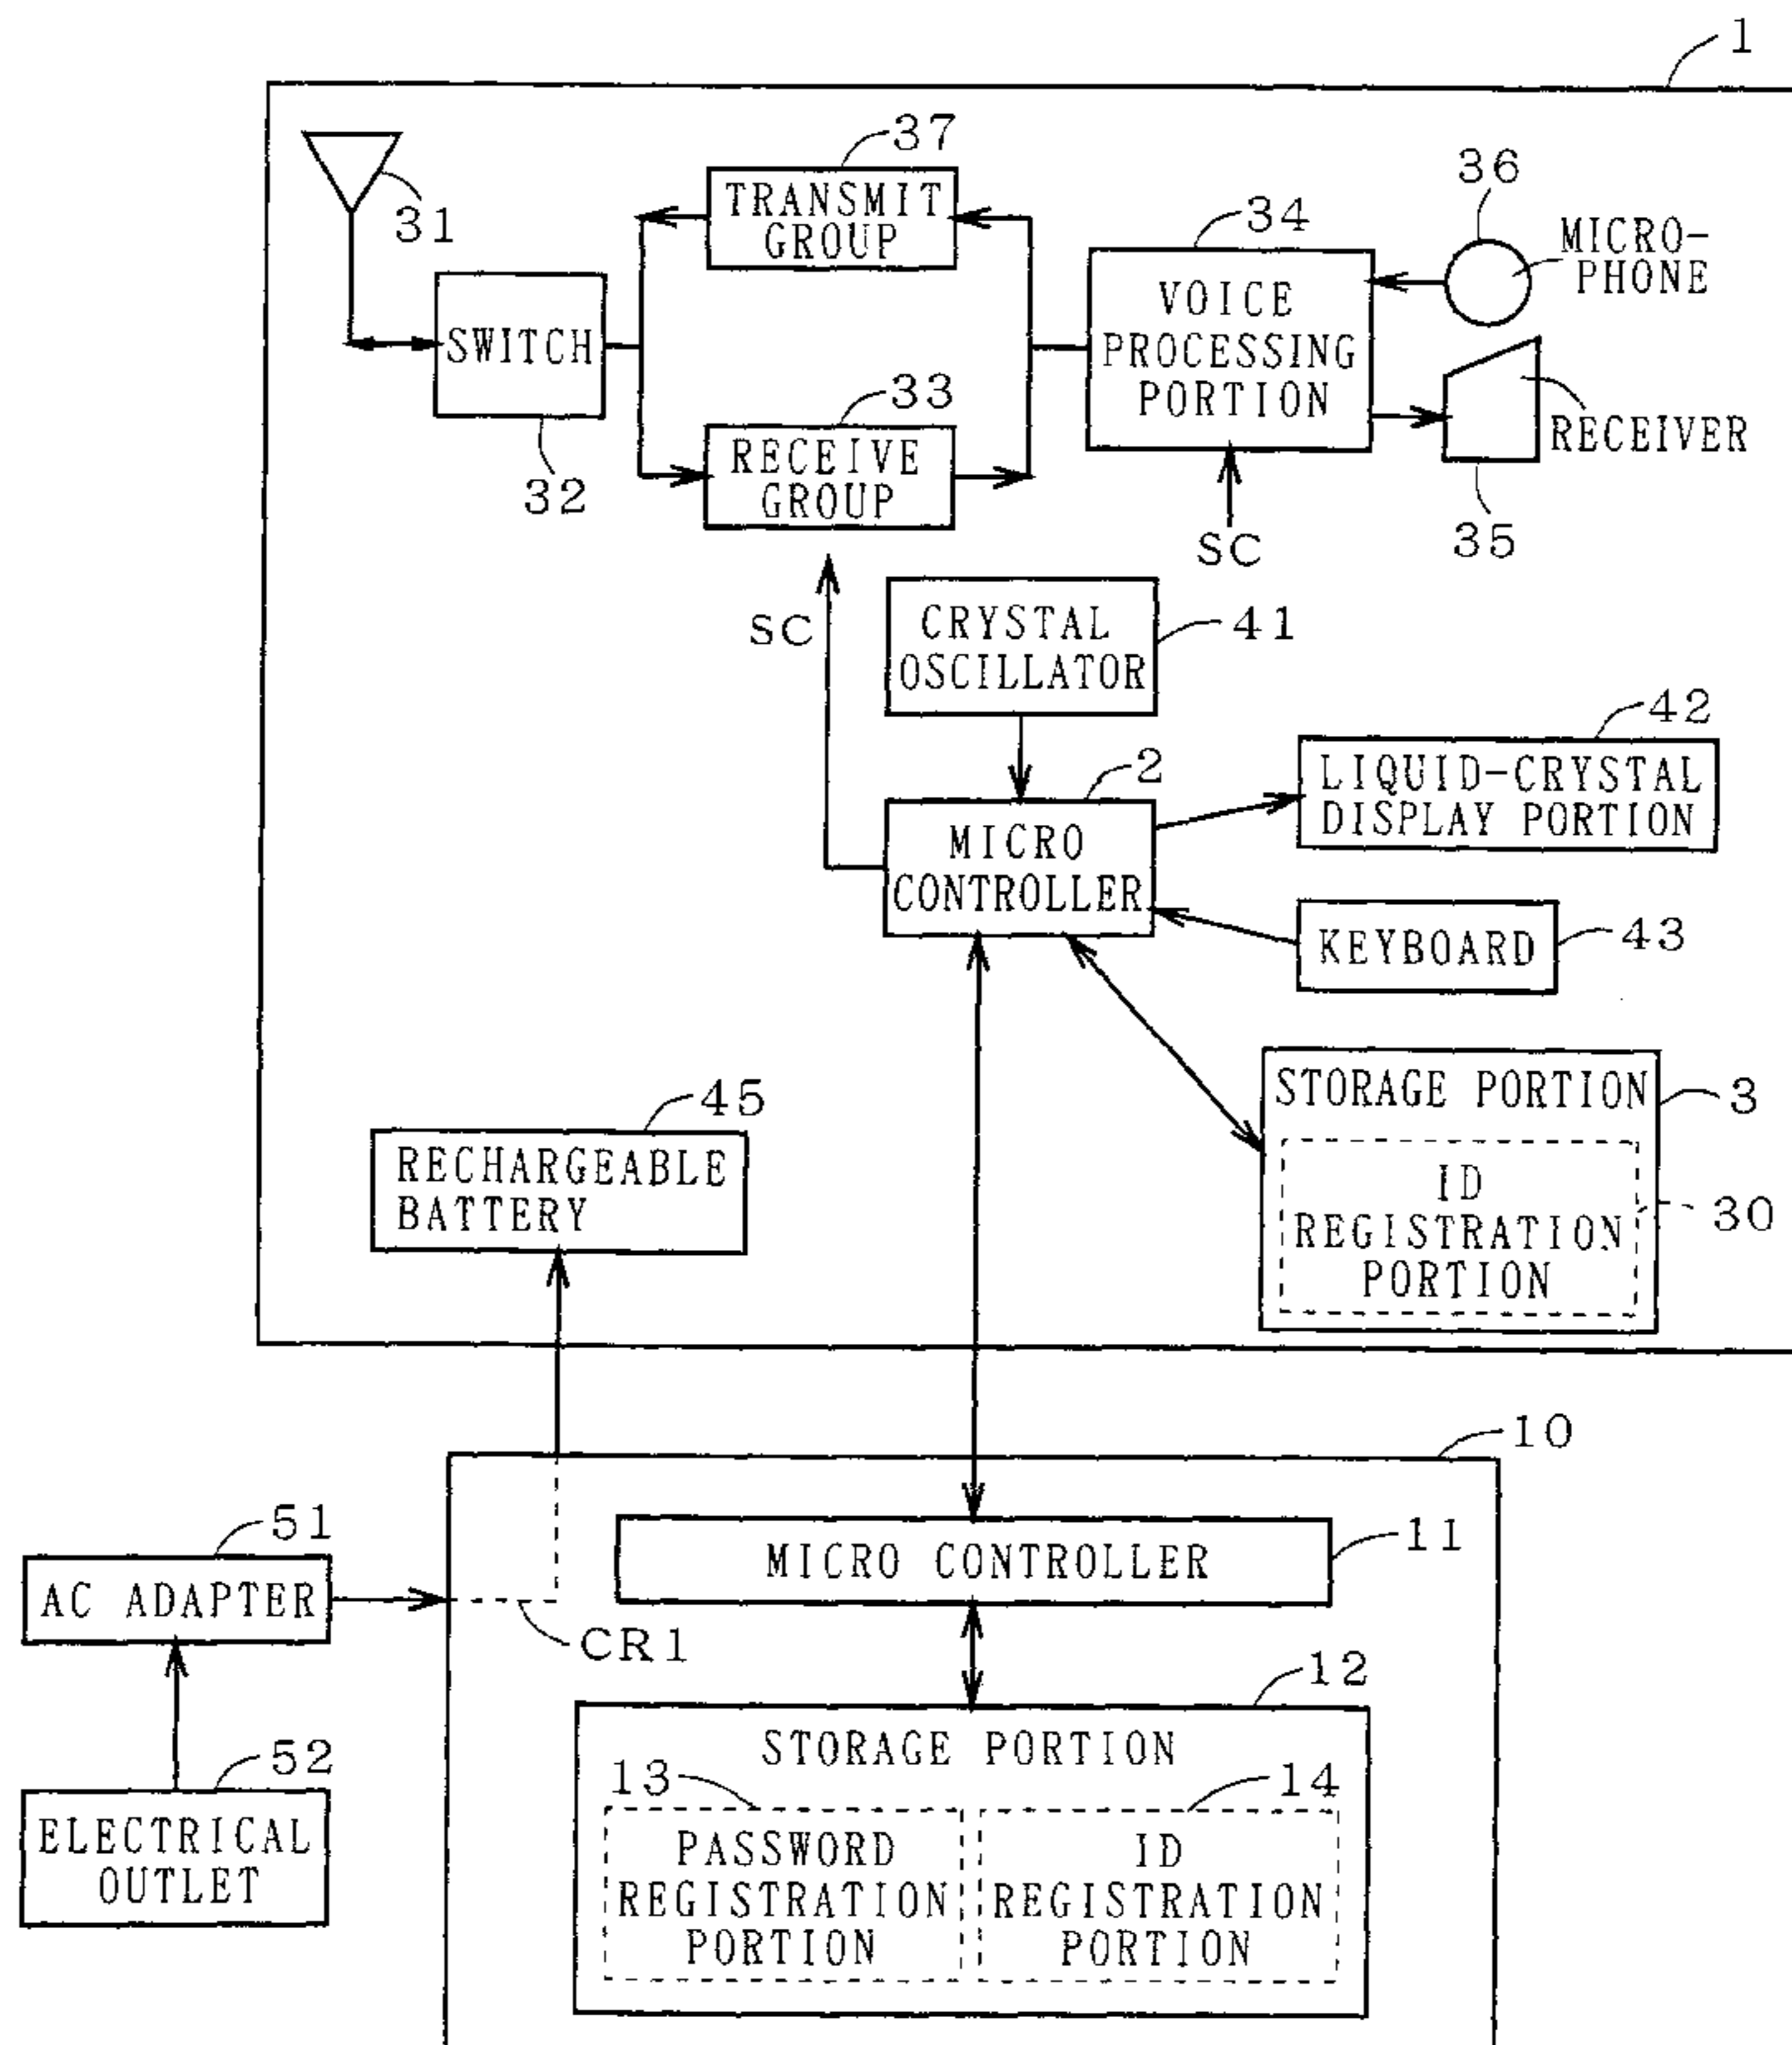 1
37
36
TRANSMIT
GROUP
34
MICRO-
PHONE
31
VOICE
PROCESSING
PORTION
SWITCH
33
RECEIVE
GROUP
RECEIVER
32
35
SC
SC
CRYSTAL
OSCILLATOR
41
42
LIQUID-CRYSTAL
DISPLAY PORTION
2
MICRO
CONTROLLER
KEYBOARD
43
STORAGE PORTION
3
45
RECHARGEABLE
BATTERY
ID
REGISTRATION
PORTION
30
10
51
AC ADAPTER
MICRO CONTROLLER
11
CR1
12
STORAGE PORTION
52
ELECTRICAL
OUTLET
13
14
PASSWORD
REGISTRATION
PORTION
ID
REGISTRATION
PORTION